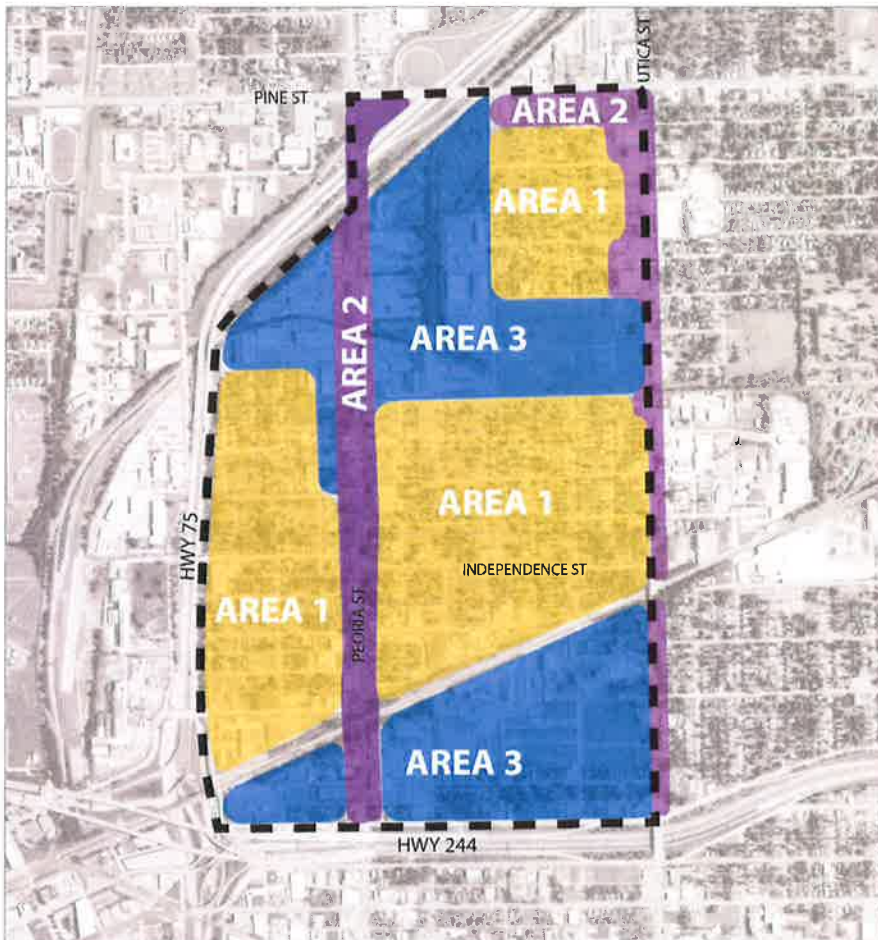 UTICA ST
PINE ST
AREA 2
AREA 1
AREA 2
AREA 3
AREA 1
HWY 75
INDEPENDENCE ST
AREA 1
PEORIA ST
AREA 3
HWY 244